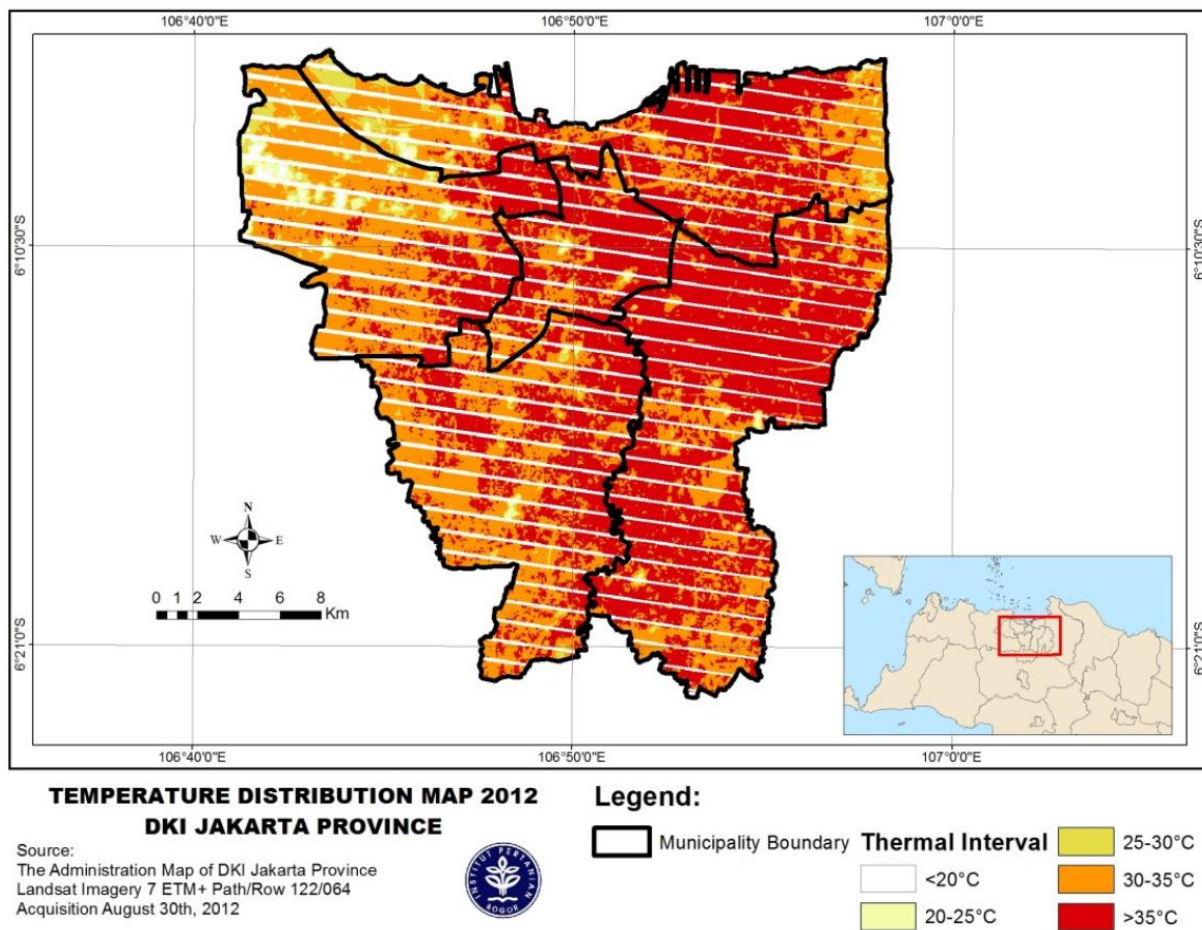 106°40'0"E 106°50'0"E 107°0'0"E
6°10'30"S 6°10'30"S
N
W E
S
0 1 2 4 6 8
Km
6°21'0"S 6°21'0"S
106°40'0"E 106°50'0"E 107°0'0"E
TEMPERATURE DISTRIBUTION MAP 2012
DKI JAKARTA PROVINCE
Source:
The Administration Map of DKI Jakarta Province
Landsat Imagery 7 ETM+ Path/Row 122/064
Acquisition August 30th, 2012
INSTITUT PERTANIAN
BOGOR
Legend:
Municipality Boundary
Thermal Interval
<20°C
20-25°C
25-30°C
30-35°C
>35°C